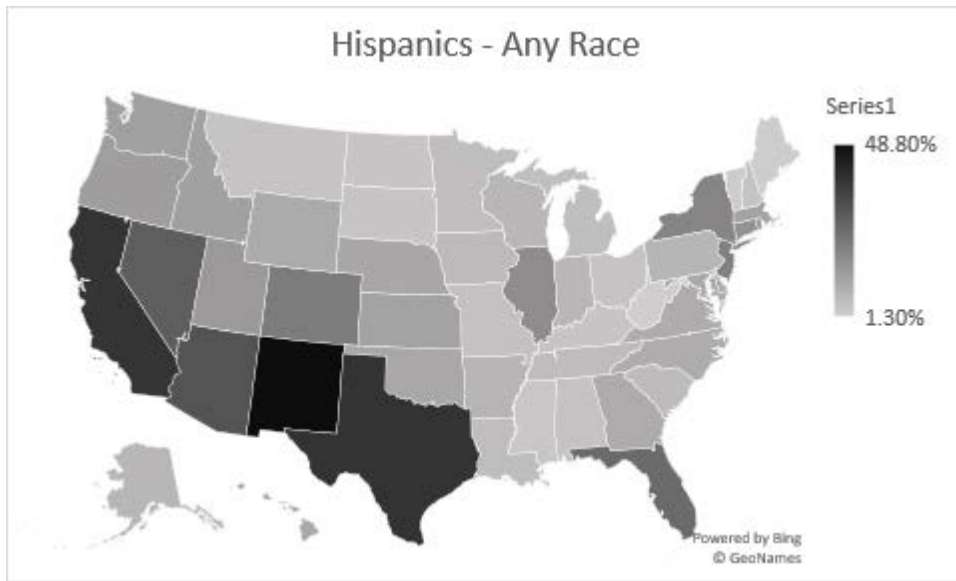 Hispanics - Any Race
Series1
48.80%
1.30%
Powered by Bing
© GeoNames